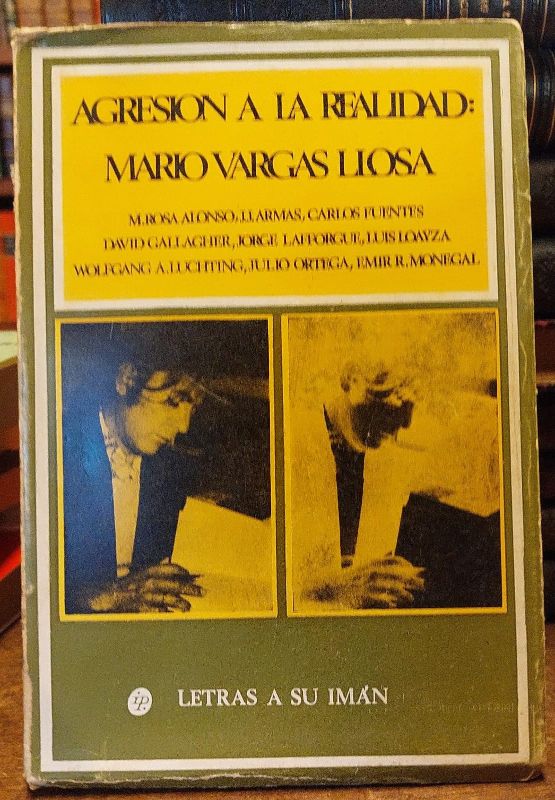 AGRESION A LA REALIDAD:
MARIO VARGAS LLOSA
M. ROSA ALONSO, J.J. ARMAS, CARLOS FUENTES
DAVID GALLAGHER, JORGE LAFFORGUE, LUIS LOAYZA
WOLFGANG A. LUCHTING, JULIO ORTEGA, EMIR R. MONEGAL
iP.
LETRAS A SU IMÁN